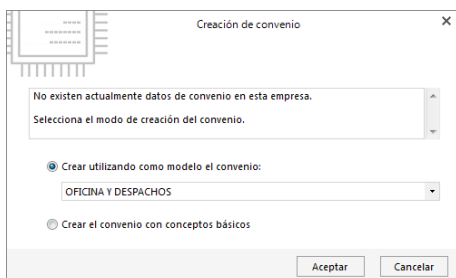 Creación de convenio
No existen actualmente datos de convenio en esta empresa.
Selecciona el modo de creación del convenio.
Crear utilizando como modelo el convenio:
OFICINA Y DESPACHOS
Crear el convenio con conceptos básicos
Aceptar
Cancelar